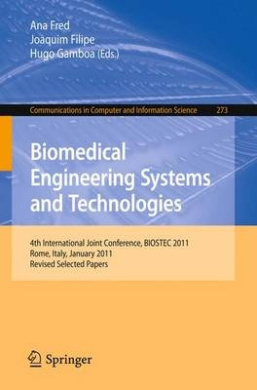 Ana Fred
Joaquim Filipe
Hugo Gamboa (Eds.)
Communications in Computer and Information Science 273
Biomedical
Engineering Systems
and Technologies
4th International Joint Conference, BIOSTEC 2011
Rome, Italy, January 2011
Revised Selected Papers
Springer